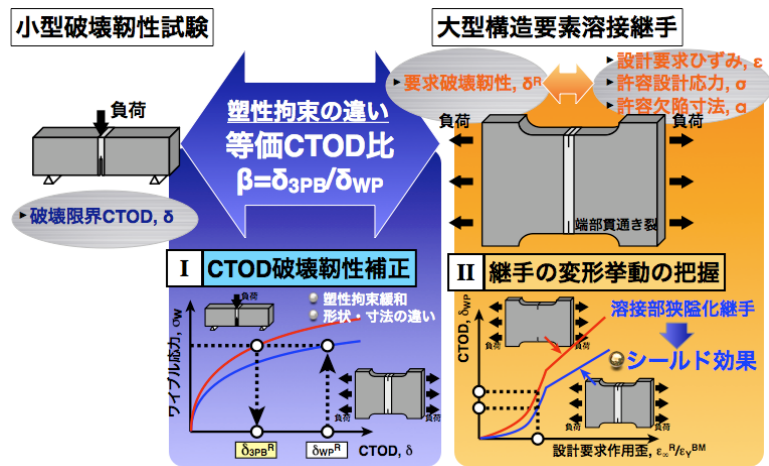 小型破壊靭性試験
大型構造要素溶接継手
負荷
▸破壊限界CTOD, δ
塑性拘束の違い
等価CTOD比
β=δ3PB/δWP
▸要求破壊靭性, δR
▸設計要求ひずみ, ε
▸許容設計応力, σ
▸許容欠陥寸法, α
負荷
負荷
端部貫通き裂
I CTOD破壊靭性補正
負荷
塑性拘束緩和
形状・寸法の違い
ワイブル応力, σW
負荷
負荷
δ3PBR
δWPR
CTOD, δ
II 継手の変形挙動の把握
CTOD, δWP
負荷
負荷
溶接部狭隘化継手
シールド効果
負荷
負荷
設計要求作用歪, ε∞R/εYBM